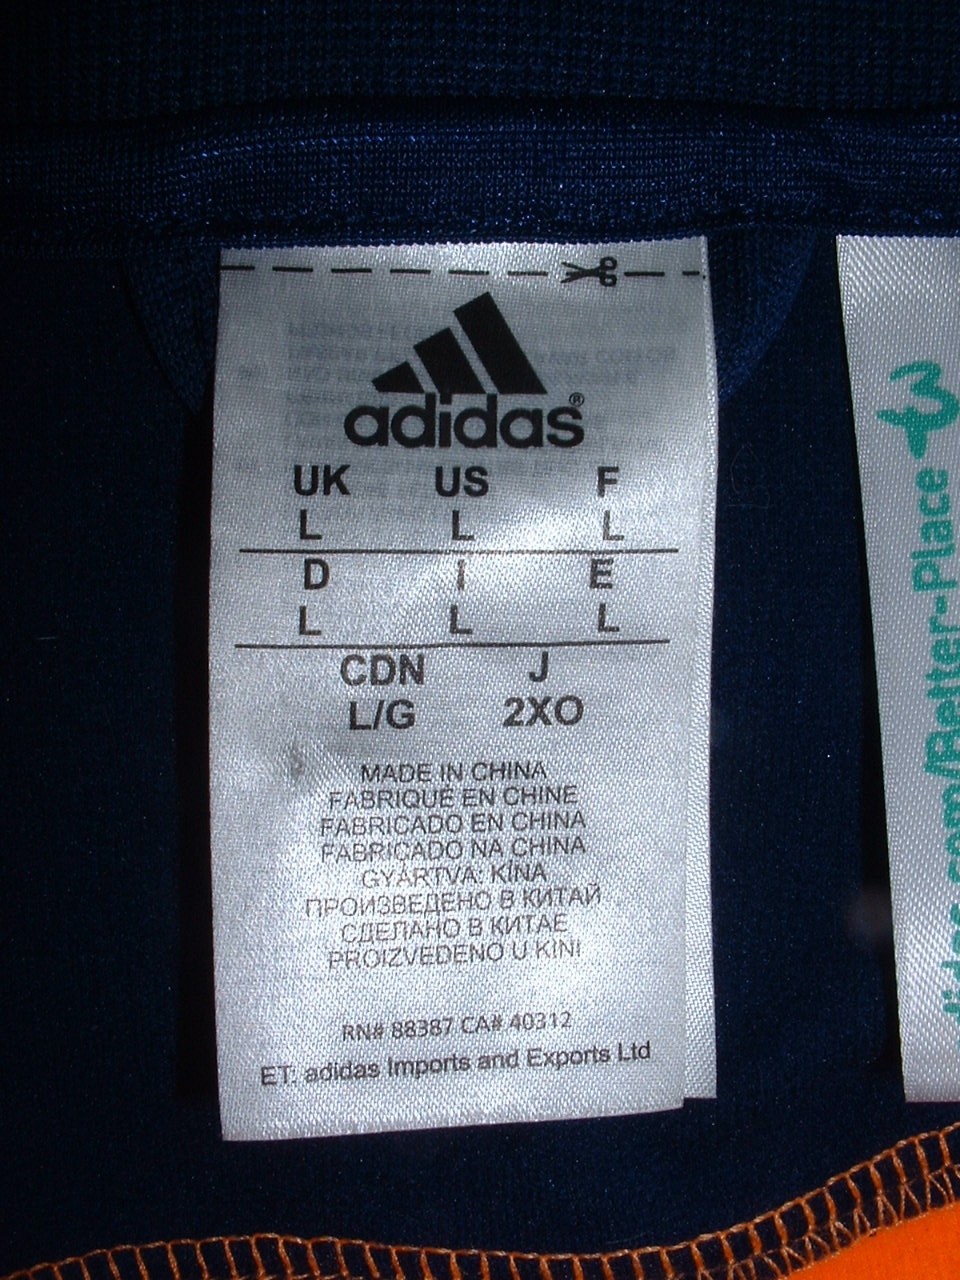 adidas®
UK US F
L L L
D I E
L L L
CDN J
L/G 2XO
MADE IN CHINA
FABRIQUÉ EN CHINE
FABRICADO EN CHINA
FABRICADO NA CHINA
GYÁRTVA: KÍNA
ПРОИЗВЕДЕНО В КИТАЙ
СДЕЛАНО В КИТАЕ
PROIZVEDENO U KINI
RN# 88387 CA# 40312
ET: adidas Imports and Exports Ltd
.com/Better-Place